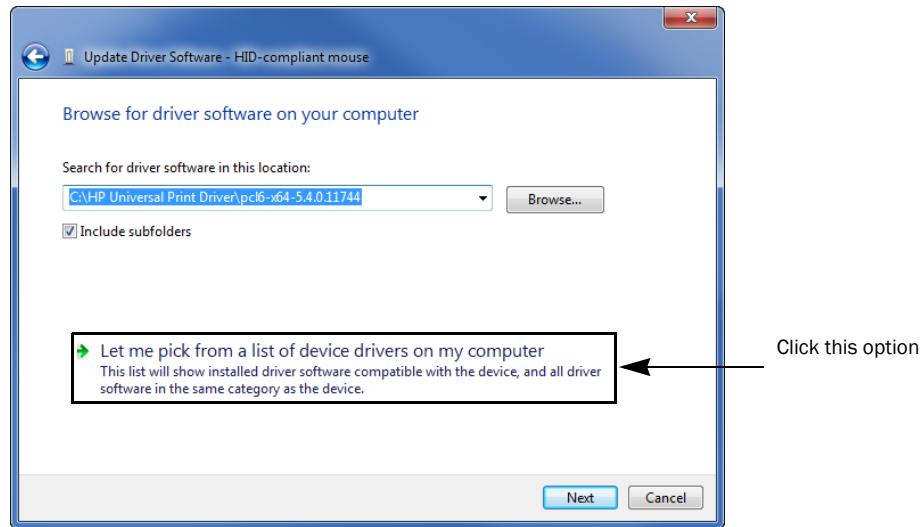 Update Driver Software - HID-compliant mouse
Browse for driver software on your computer
Search for driver software in this location:
C:\HP Universal Print Driver\pcl6-x64-5.4.0.11744
Browse...
Include subfolders
Let me pick from a list of device drivers on my computer
This list will show installed driver software compatible with the device, and all driver
software in the same category as the device.
Click this option
Next
Cancel